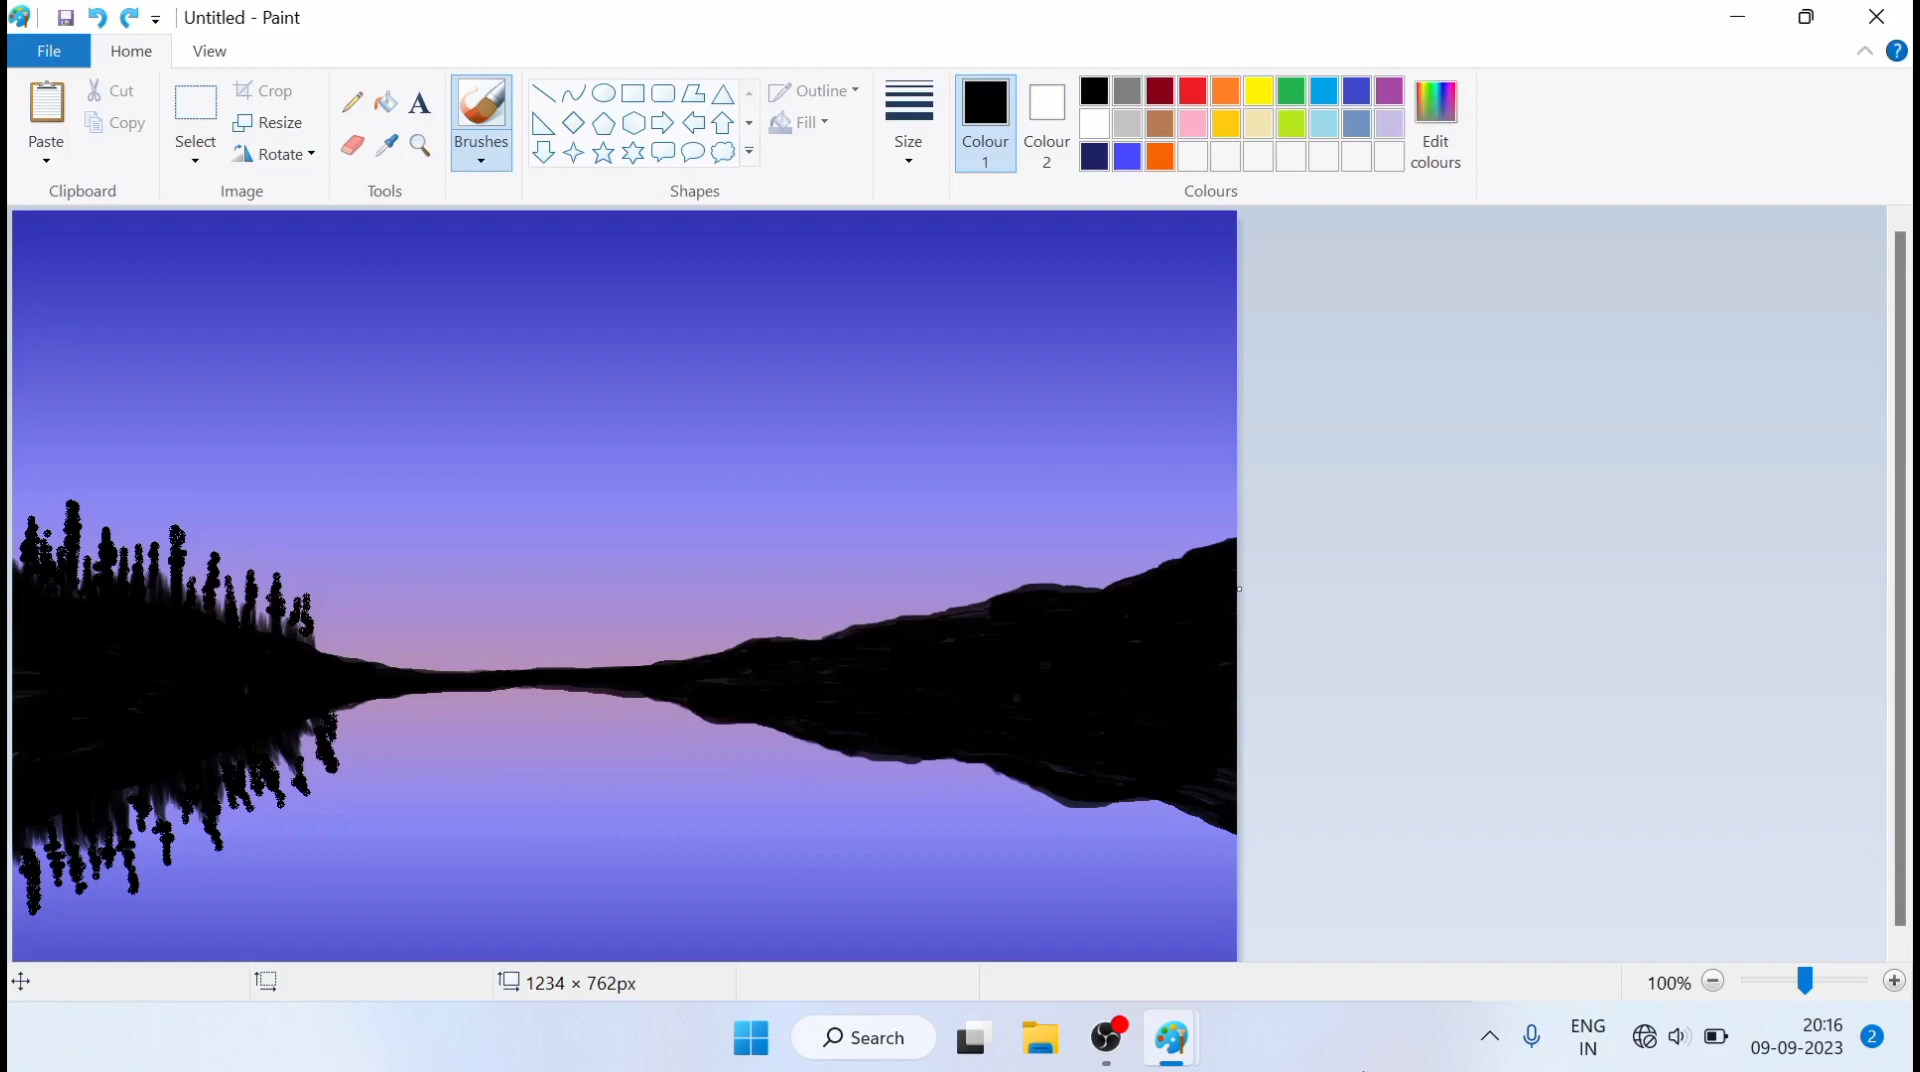 Untitled - Paint
File Home View
Paste
Cut
Copy
Clipboard
Select
Crop
Resize
Rotate
Image
A
Tools
Brushes
Outline
Fill
Shapes
Size
Colour
1
Colour
2
Edit
colours
Colours
?
1234 × 762px
100%
Search
ENG
IN
20:16
09-09-2023
2